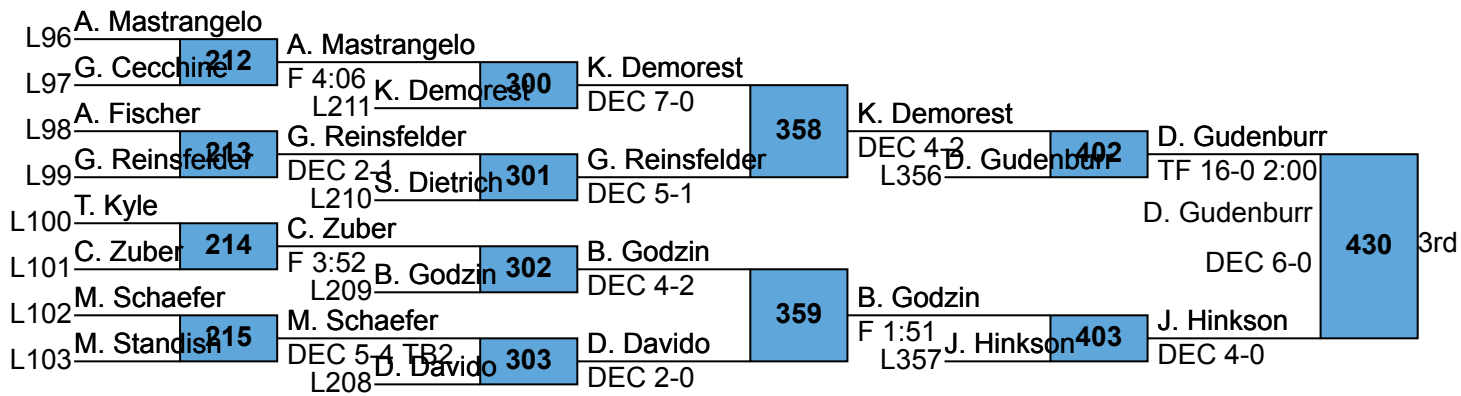 A. Mastrangelo
L96
212
G. Cecchine
L97
A. Mastrangelo
F 4:06
A. Fischer
L98
213
G. Reinsfelder
L99
G. Reinsfelder
DEC 2-1
T. Kyle
L100
214
C. Zuber
L101
C. Zuber
F 3:52
M. Schaefer
L102
215
M. Standish
L103
M. Schaefer
DEC 5-4 TB2
K. Demorest
L211
300
K. Demorest
DEC 7-0
S. Dietrich
L210
301
G. Reinsfelder
DEC 5-1
B. Godzin
L209
302
B. Godzin
DEC 4-2
D. Davido
L208
303
D. Davido
DEC 2-0
358
K. Demorest
DEC 4-2
359
B. Godzin
F 1:51
D. Gudenburr
L356
402
D. Gudenburr
TF 16-0 2:00
J. Hinkson
L357
403
J. Hinkson
DEC 4-0
D. Gudenburr
DEC 6-0
430
3rd